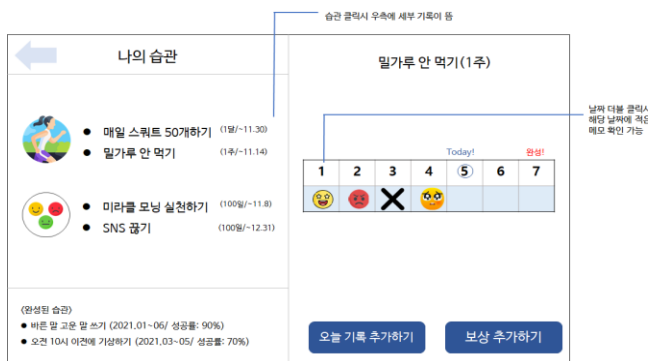 습관 클릭시 우측에 세부 기록이 뜸
나의 습관
매일 스쿼트 50개하기 (1달/~11.30)
밀가루 안 먹기 (1주/~11.14)
미라클 모닝 실천하기 (100일/~11.8)
SNS 끊기 (100일/~12.31)
(완성된 습관)
바른 말 고운 말 쓰기 (2021.01~06/ 성공률: 90%)
오전 10시 이전에 기상하기 (2021.03~05/ 성공률: 70%)
밀가루 안 먹기(1주)
날짜 더블 클릭시
해당 날짜에 적은
메모 확인 가능
Today! 완성!
1 2 3 4 5 6 7
오늘 기록 추가하기 보상 추가하기